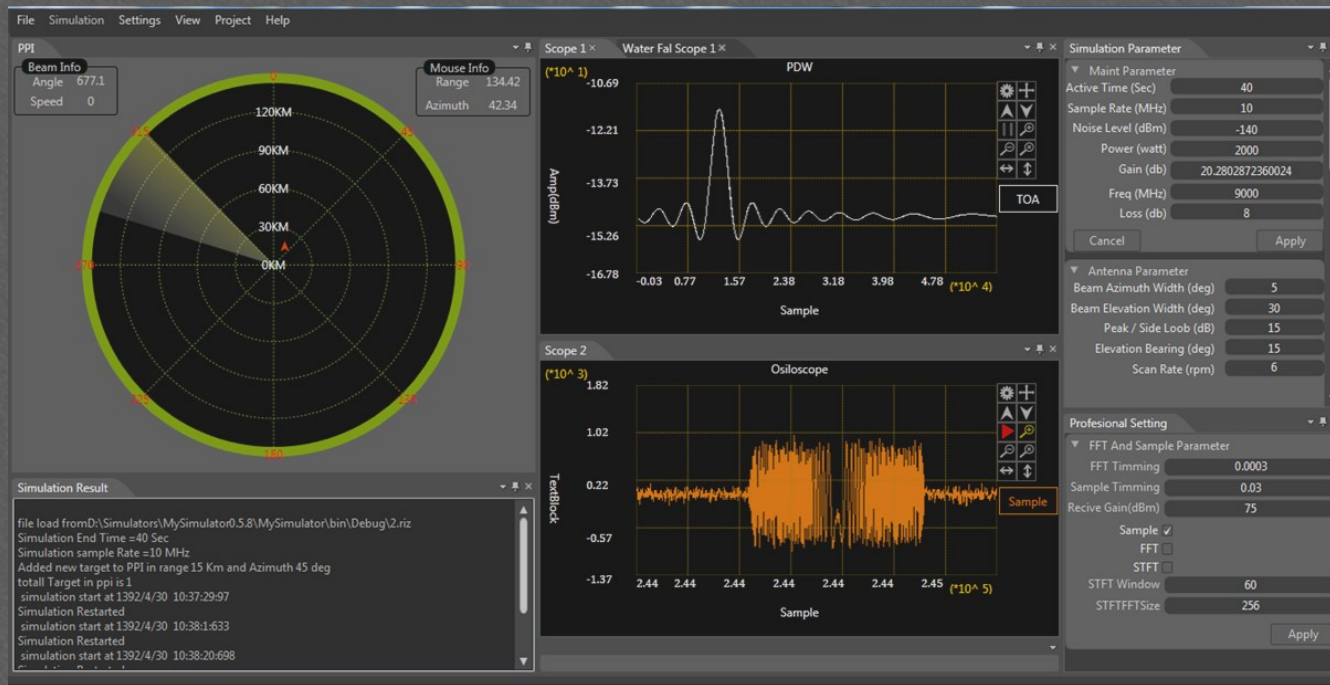 File Simulation Settings View Project Help
PPI
Beam Info
Angle 677.1
Speed 0
Mouse Info
Range 134.42
Azimuth 42.34
0
45
90
135
180
225
270
315
120KM
90KM
60KM
30KM
0KM
Simulation Result
file load fromD:\Simulators\MySimulator0.5.8\MySimulator\bin\Debug\2.riz
Simulation End Time =40 Sec
Simulation sample Rate =10 MHz
Added new target to PPI in range 15 Km and Azimuth 45 deg
totall Target in ppi is 1
simulation start at 1392/4/30 10:37:29:97
Simulation Restarted
simulation start at 1392/4/30 10:38:1:633
Simulation Restarted
simulation start at 1392/4/30 10:38:20:698
Scope 1 Water Fal Scope 1
PDW
(*10^ 1)
-10.69
-12.21
-13.73
-15.26
-16.78
Amp(dBm)
-0.03 0.77 1.57 2.38 3.18 3.98 4.78 (*10^ 4)
Sample
TOA
Scope 2
Osiloscope
(*10^ 3)
1.82
1.02
0.22
-0.57
-1.37
TextBlock
2.44 2.44 2.44 2.44 2.44 2.44 2.45 (*10^ 5)
Sample
Sample
Simulation Parameter
Maint Parameter
Active Time (Sec) 40
Sample Rate (MHz) 10
Noise Level (dBm) -140
Power (watt) 2000
Gain (db) 20.2802872360024
Freq (MHz) 9000
Loss (db) 8
Cancel Apply
Antenna Parameter
Beam Azimuth Width (deg) 5
Beam Elevation Width (deg) 30
Peak / Side Loob (dB) 15
Elevation Bearing (deg) 15
Scan Rate (rpm) 6
Profesional Setting
FFT And Sample Parameter
FFT Timming 0.0003
Sample Timming 0.03
Recive Gain(dBm) 75
Sample
FFT
STFT
STFT Window 60
STFTFFTSize 256
Apply